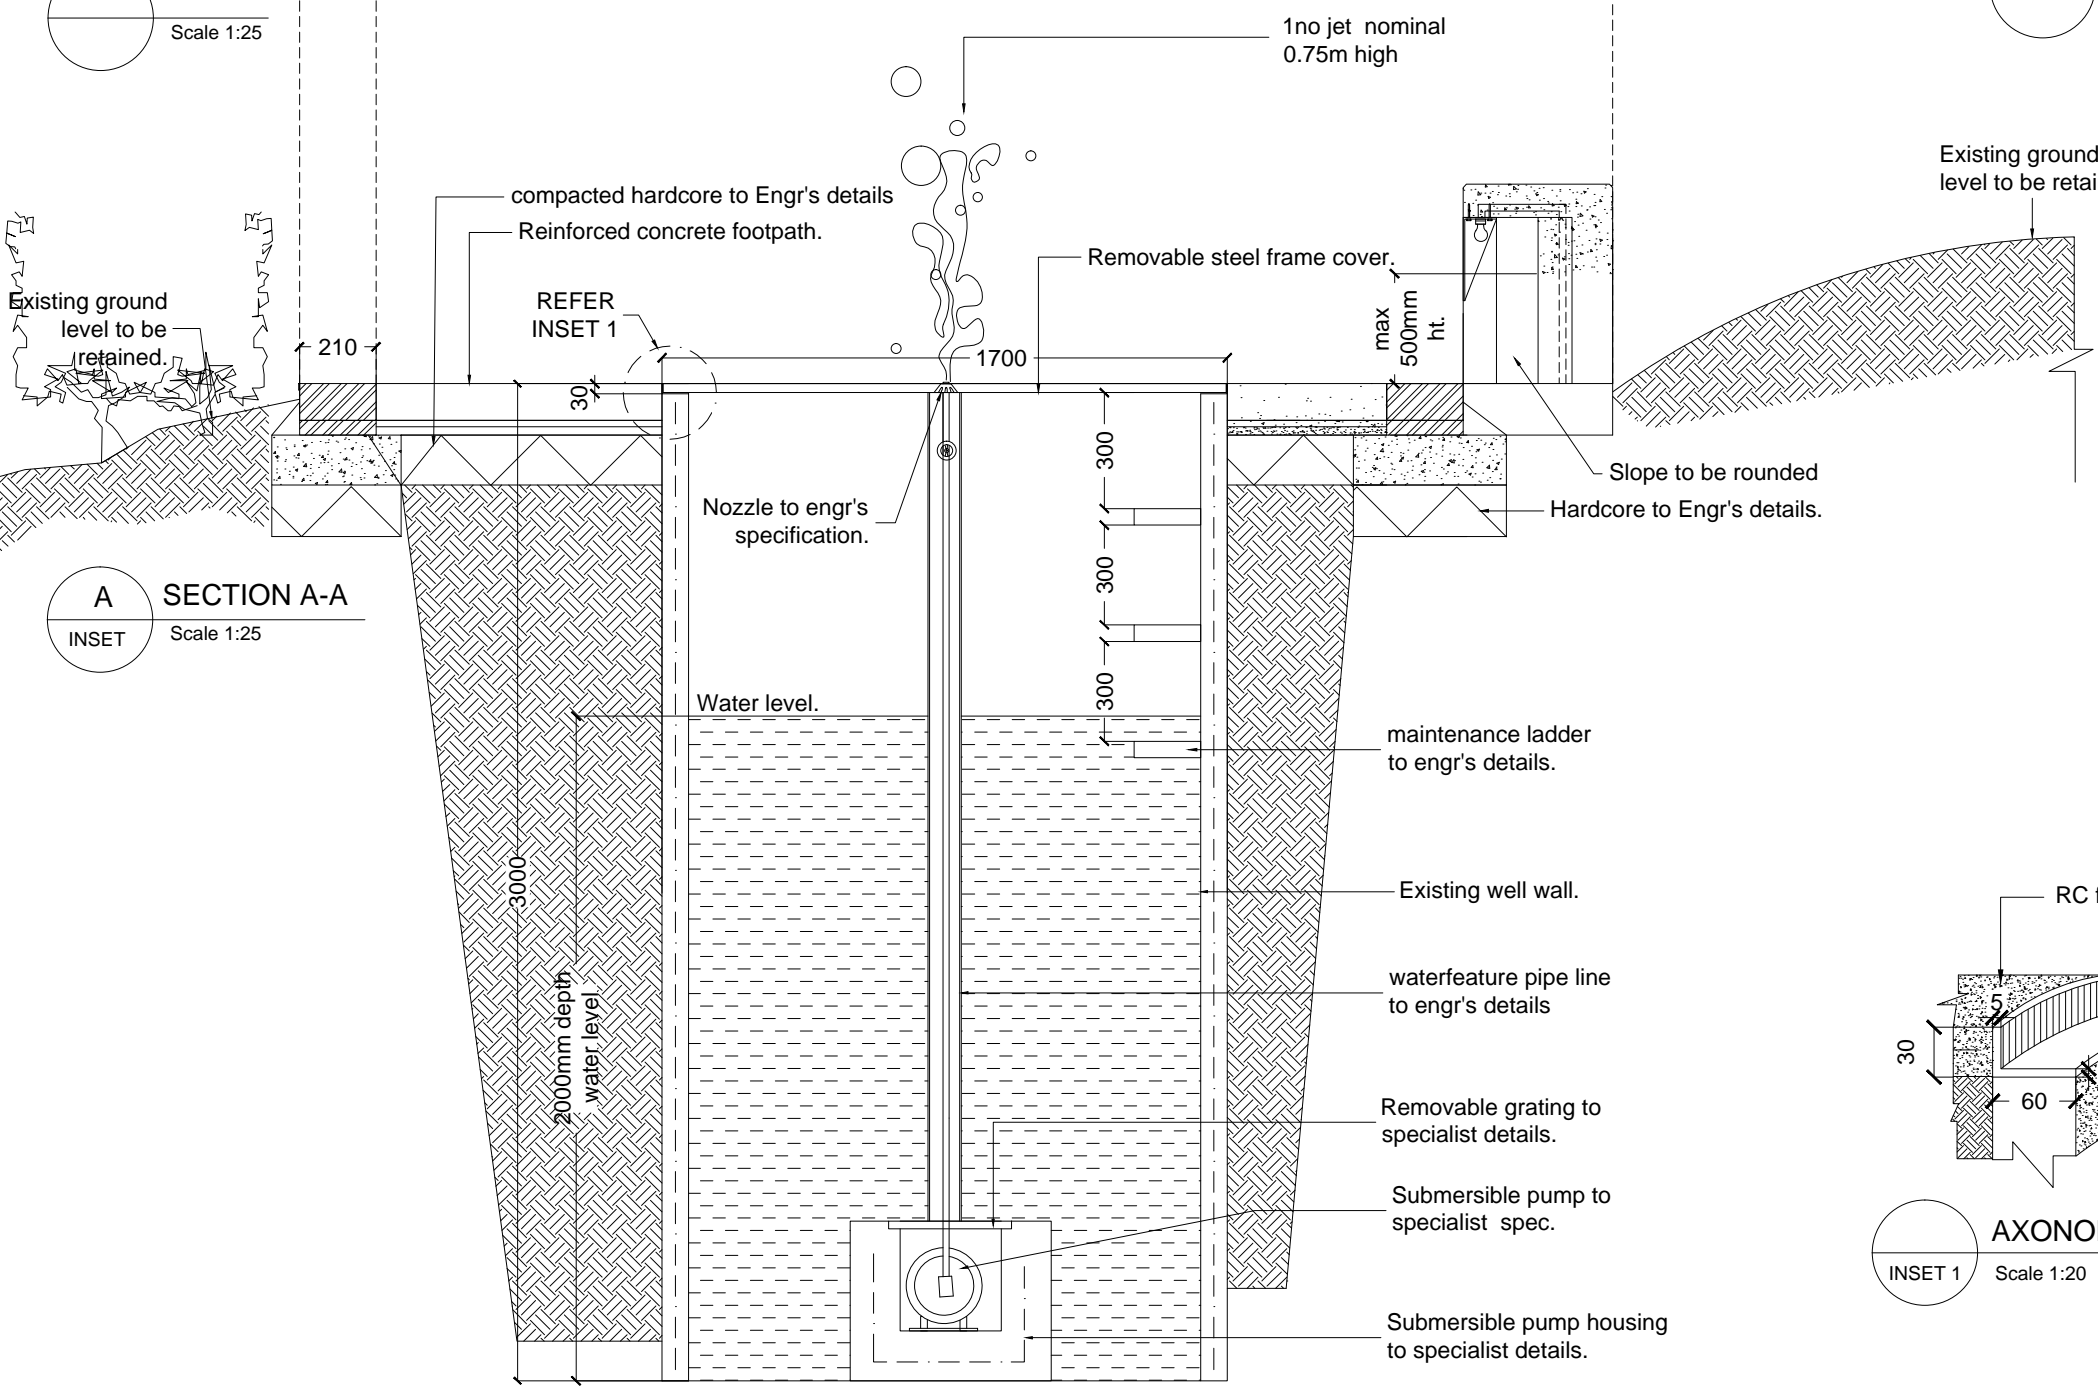 Scale 1:25
1no jet  nominal
0.75m high
Existing ground
level to be retai
compacted hardcore to Engr's details
Reinforced concrete footpath.
Removable steel frame cover.
REFER
INSET 1
Existing ground
level to be
retained.
210
30
1700
max
500mm
ht.
300
300
300
Nozzle to engr's
specification.
Slope to be rounded
Hardcore to Engr's details.
A
INSET
SECTION A-A
Scale 1:25
Water level.
maintenance ladder
to engr's details.
3000
2000mm depth
water level
Existing well wall.
waterfeature pipe line
to engr's details
Removable grating to
specialist details.
Submersible pump to
specialist  spec.
Submersible pump housing
to specialist details.
RC f
5
30
60
INSET 1
AXONO
Scale 1:20